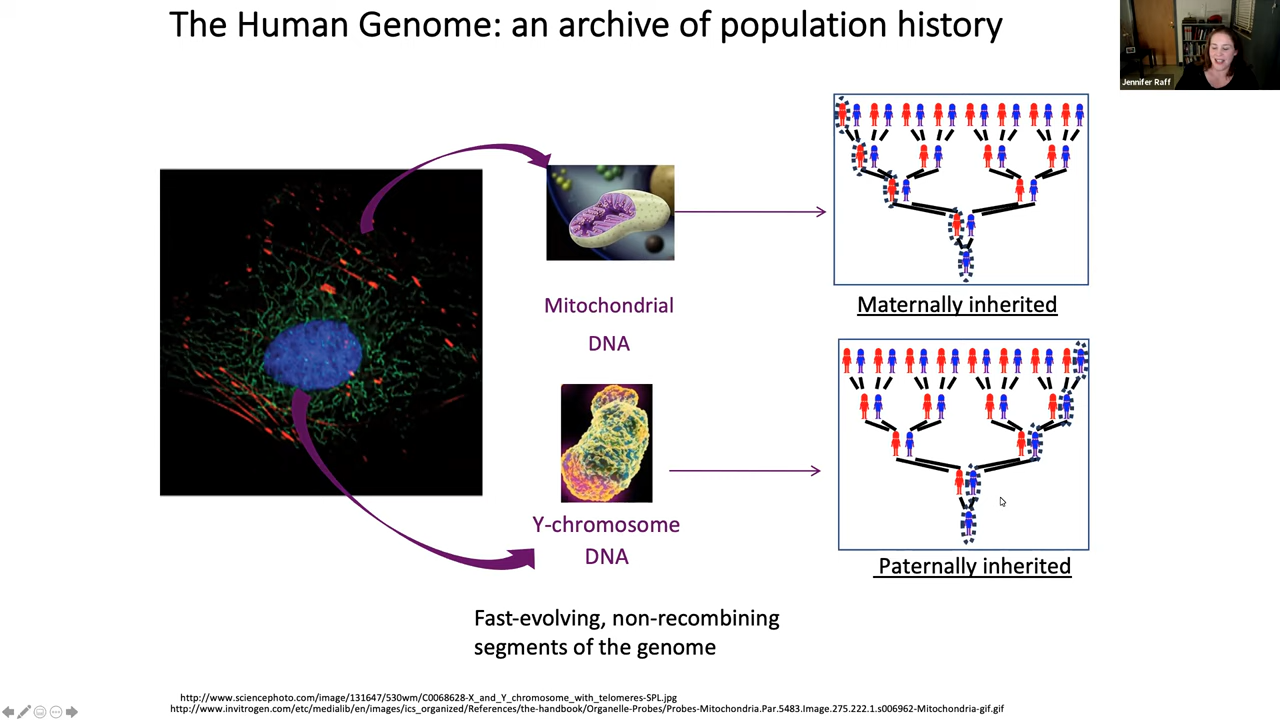 The Human Genome: an archive of population history
Jennifer Raff
Mitochondrial
DNA
Maternally inherited
Y-chromosome
DNA
Paternally inherited
Fast-evolving, non-recombining
segments of the genome
http://www.sciencephoto.com/image/131647/530wm/C0068628-X_and_Y_chromosome_with_telomeres-SPL.jpg
http://www.invitrogen.com/etc/medialib/en/images/ics_organized/References/the-handbook/Organelle-Probes/Probes-Mitochondria.Par.5483.Image.275.222.1.s006962-Mitochondria-gif.gif